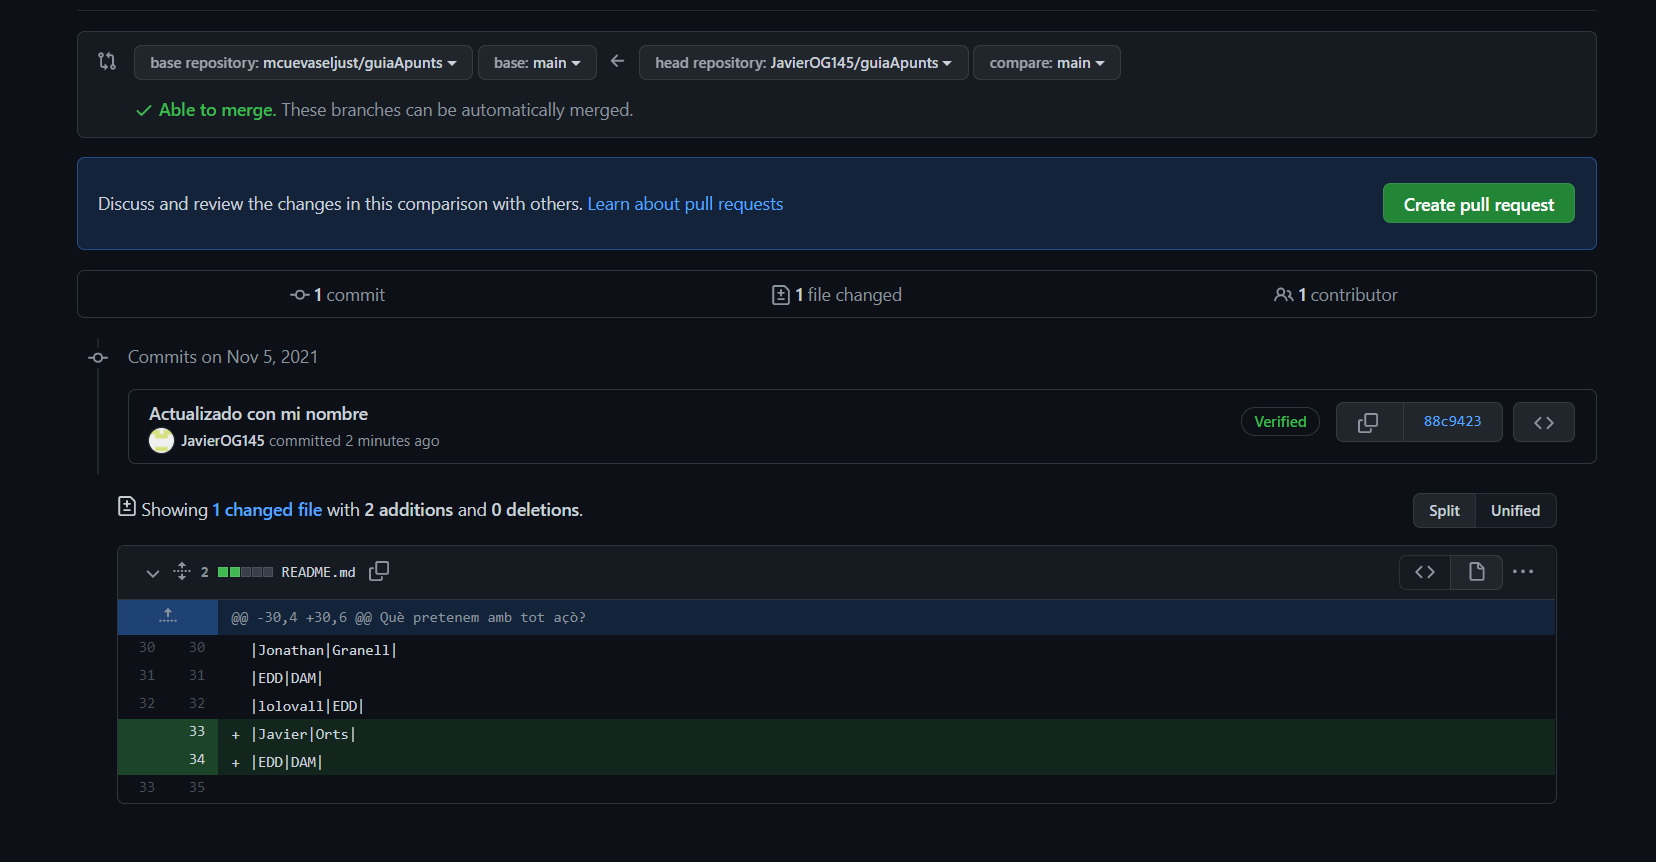 base repository: mcuevaseljust/guiaApunts base: main head repository: JavierOG145/guiaApunts compare: main
Able to merge. These branches can be automatically merged.
Discuss and review the changes in this comparison with others. Learn about pull requests Create pull request
1 commit 1 file changed 1 contributor
Commits on Nov 5, 2021
Actualizado con mi nombre
JavierOG145 committed 2 minutes ago
Verified 88c9423
Showing 1 changed file with 2 additions and 0 deletions. Split Unified
2 README.md
@@ -30,4 +30,6 @@ Què pretenem amb tot açò?
30 30 |Jonathan|Granell|
31 31 |EDD|DAM|
32 32 |lolovall|EDD|
33 + |Javier|Orts|
34 + |EDD|DAM|
33 35